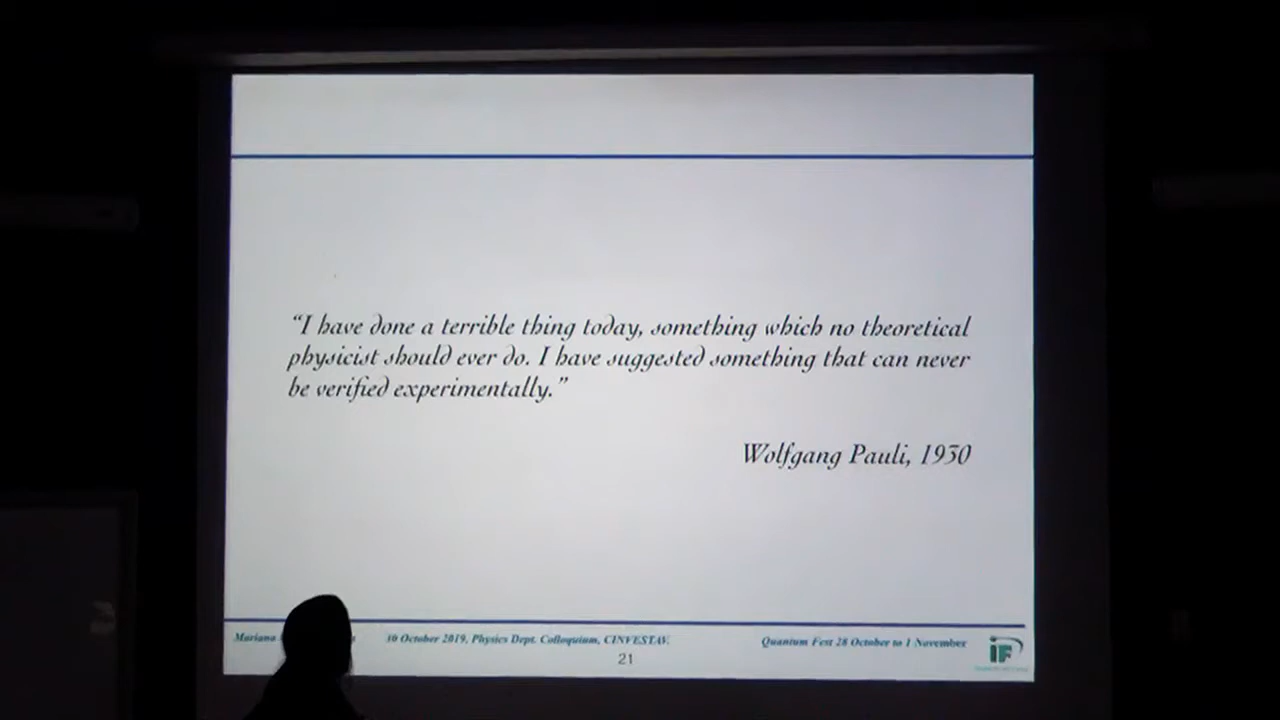 “I have done a terrible thing today, something which no theoretical
physicist should ever do. I have suggested something that can never
be verified experimentally.”
Wolfgang Pauli, 1930
Mariana
10 October 2019, Physics Dept. Colloquium, CINVESTAV.
Quantum Fest 28 October to 1 November
iF
21